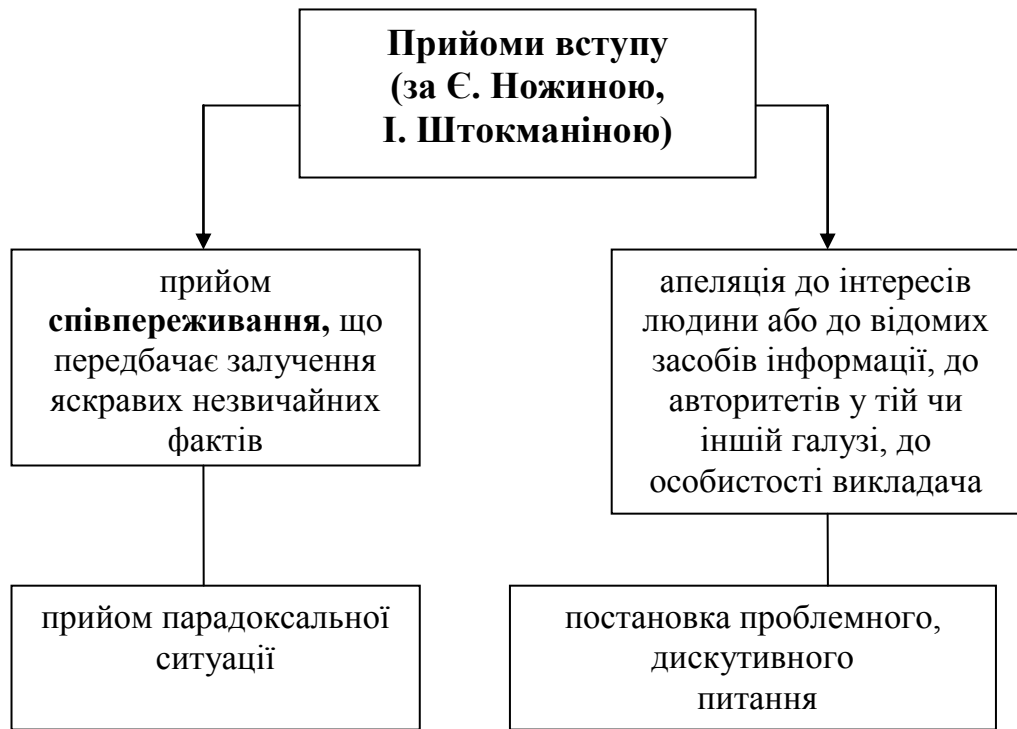 Прийоми вступу
(за Є. Ножиною,
І. Штокманіною)
прийом
співпереживання, що
передбачає залучення
яскравих незвичайних
фактів
апеляція до інтересів
людини або до відомих
засобів інформації, до
авторитетів у тій чи
іншій галузі, до
особистості викладача
прийом парадоксальної
ситуації
постановка проблемного,
дискутивного
питання